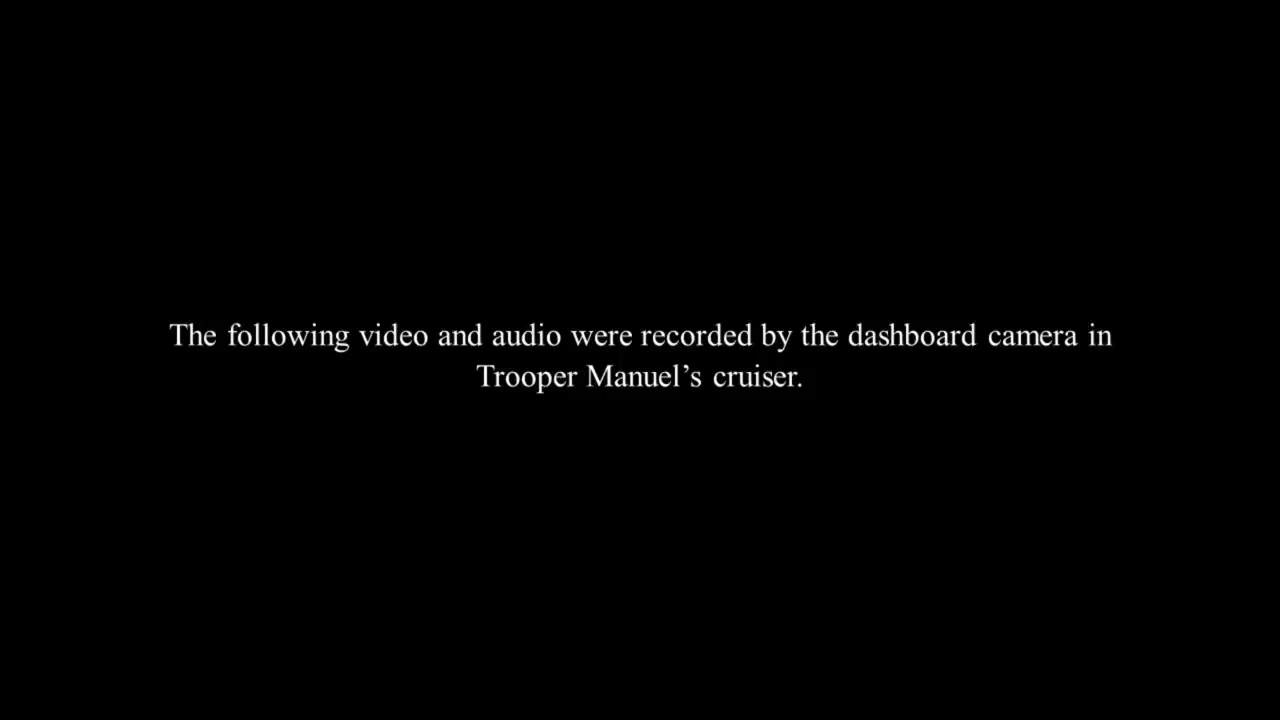 The following video and audio were recorded by the dashboard camera in
Trooper Manuel’s cruiser.